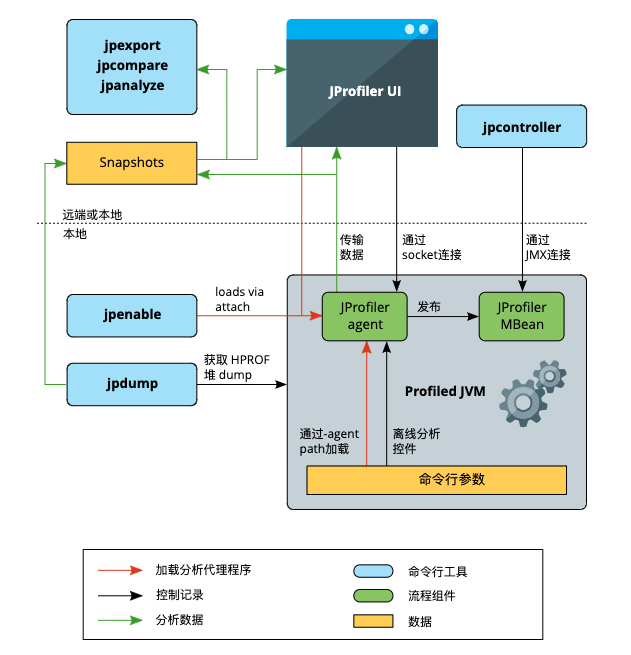 jpexport
jpcompare
jpanalyze
JProfiler UI
jpcontroller
Snapshots
远端或本地
本地
传输
数据
通过
socket连接
通过
JMX连接
jpenable
loads via
attach
JProfiler
agent
发布
JProfiler
MBean
jpdump
获取 HPROF
堆 dump
Profiled JVM
通过-agent
path加载
离线分析
控件
命令行参数
加载分析代理程序
命令行工具
控制记录
流程组件
分析数据
数据